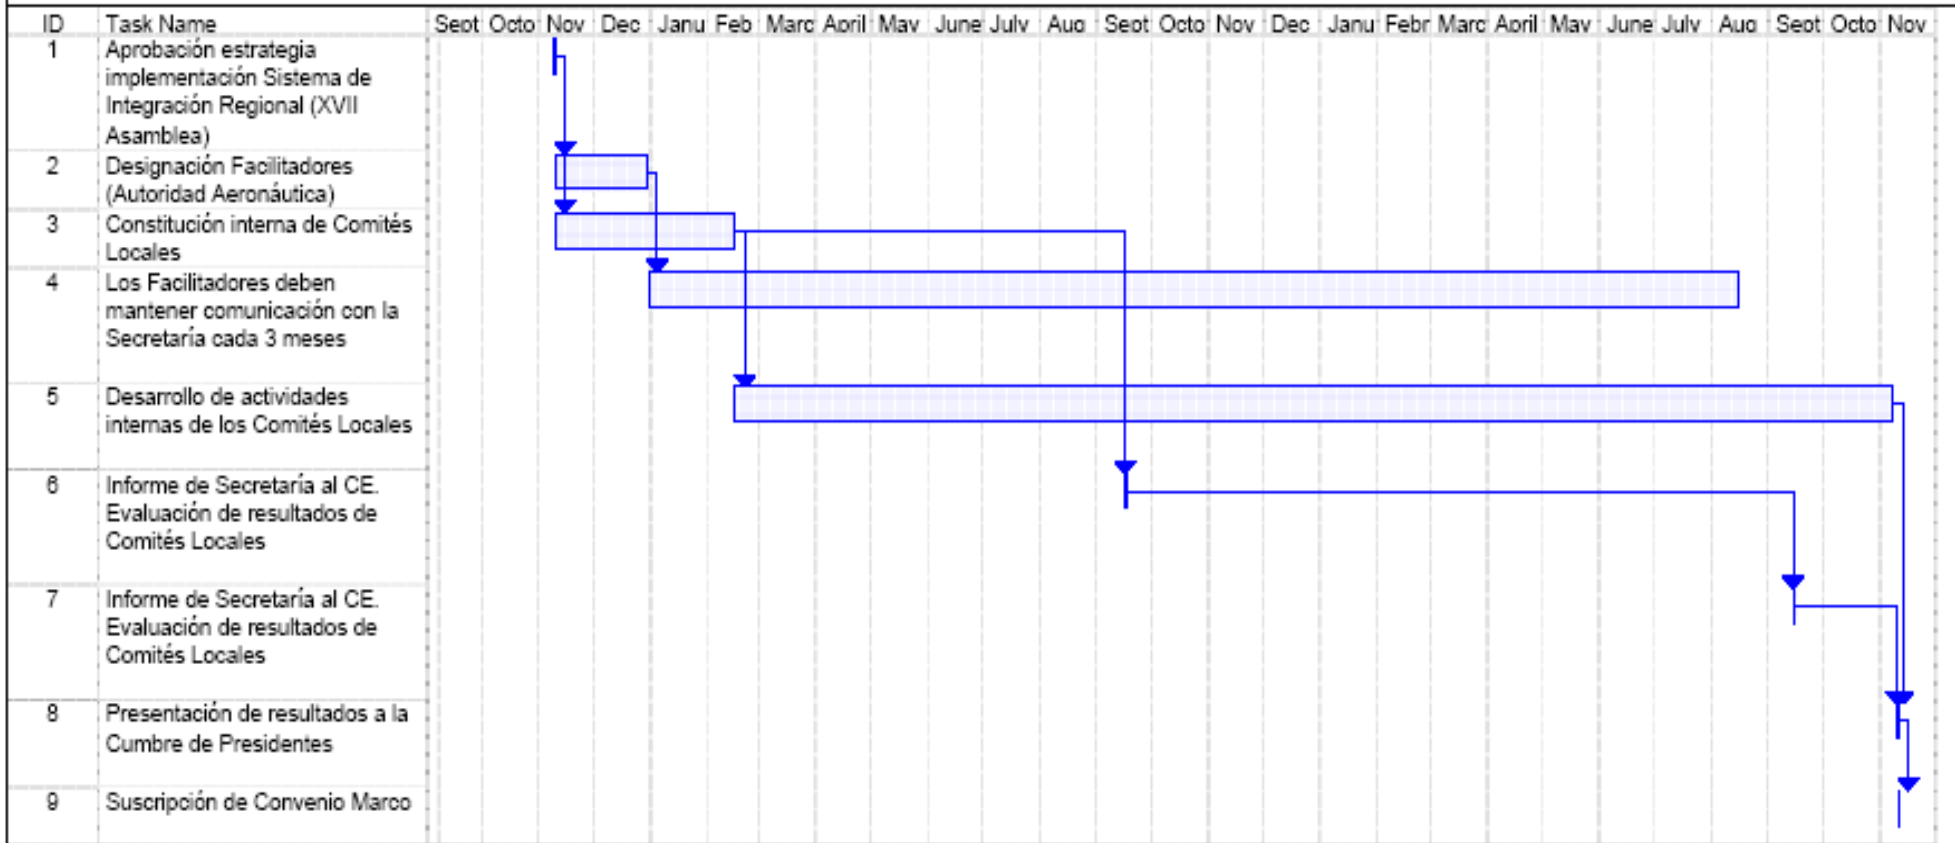 ID Task Name Sept Octo Nov Dec Janu Feb Marc April May June July Aug Sept Octo Nov Dec Janu Febr Marc April May June July Aug Sept Octo Nov
1 Aprobación estrategia
implementación Sistema de
Integración Regional (XVII
Asamblea)
2 Designación Facilitadores
(Autoridad Aeronáutica)
3 Constitución interna de Comités
Locales
4 Los Facilitadores deben
mantener comunicación con la
Secretaría cada 3 meses
5 Desarrollo de actividades
internas de los Comités Locales
6 Informe de Secretaría al CE.
Evaluación de resultados de
Comités Locales
7 Informe de Secretaría al CE.
Evaluación de resultados de
Comités Locales
8 Presentación de resultados a la
Cumbre de Presidentes
9 Suscripción de Convenio Marco